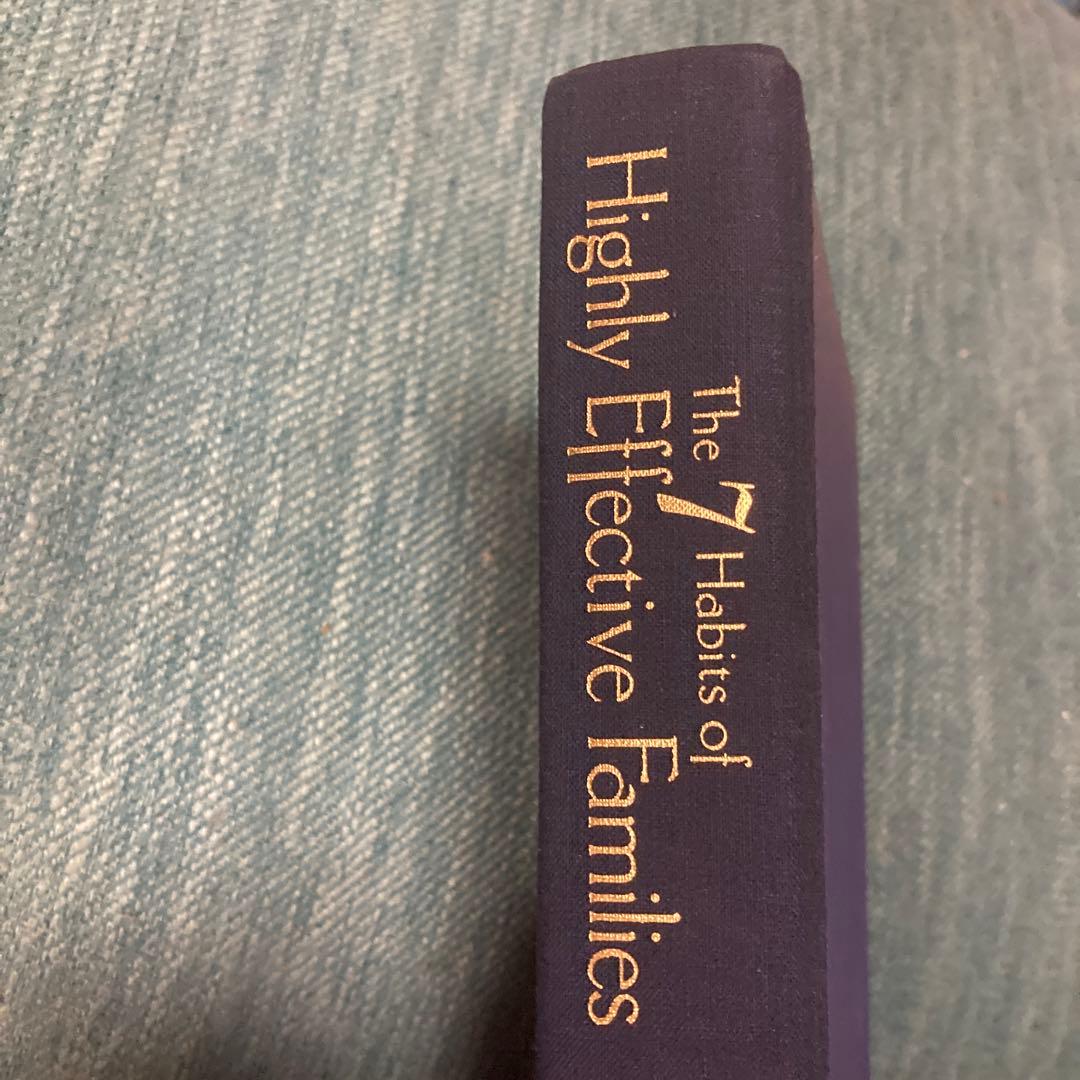 The 7 Habits of
Highly Effective Families